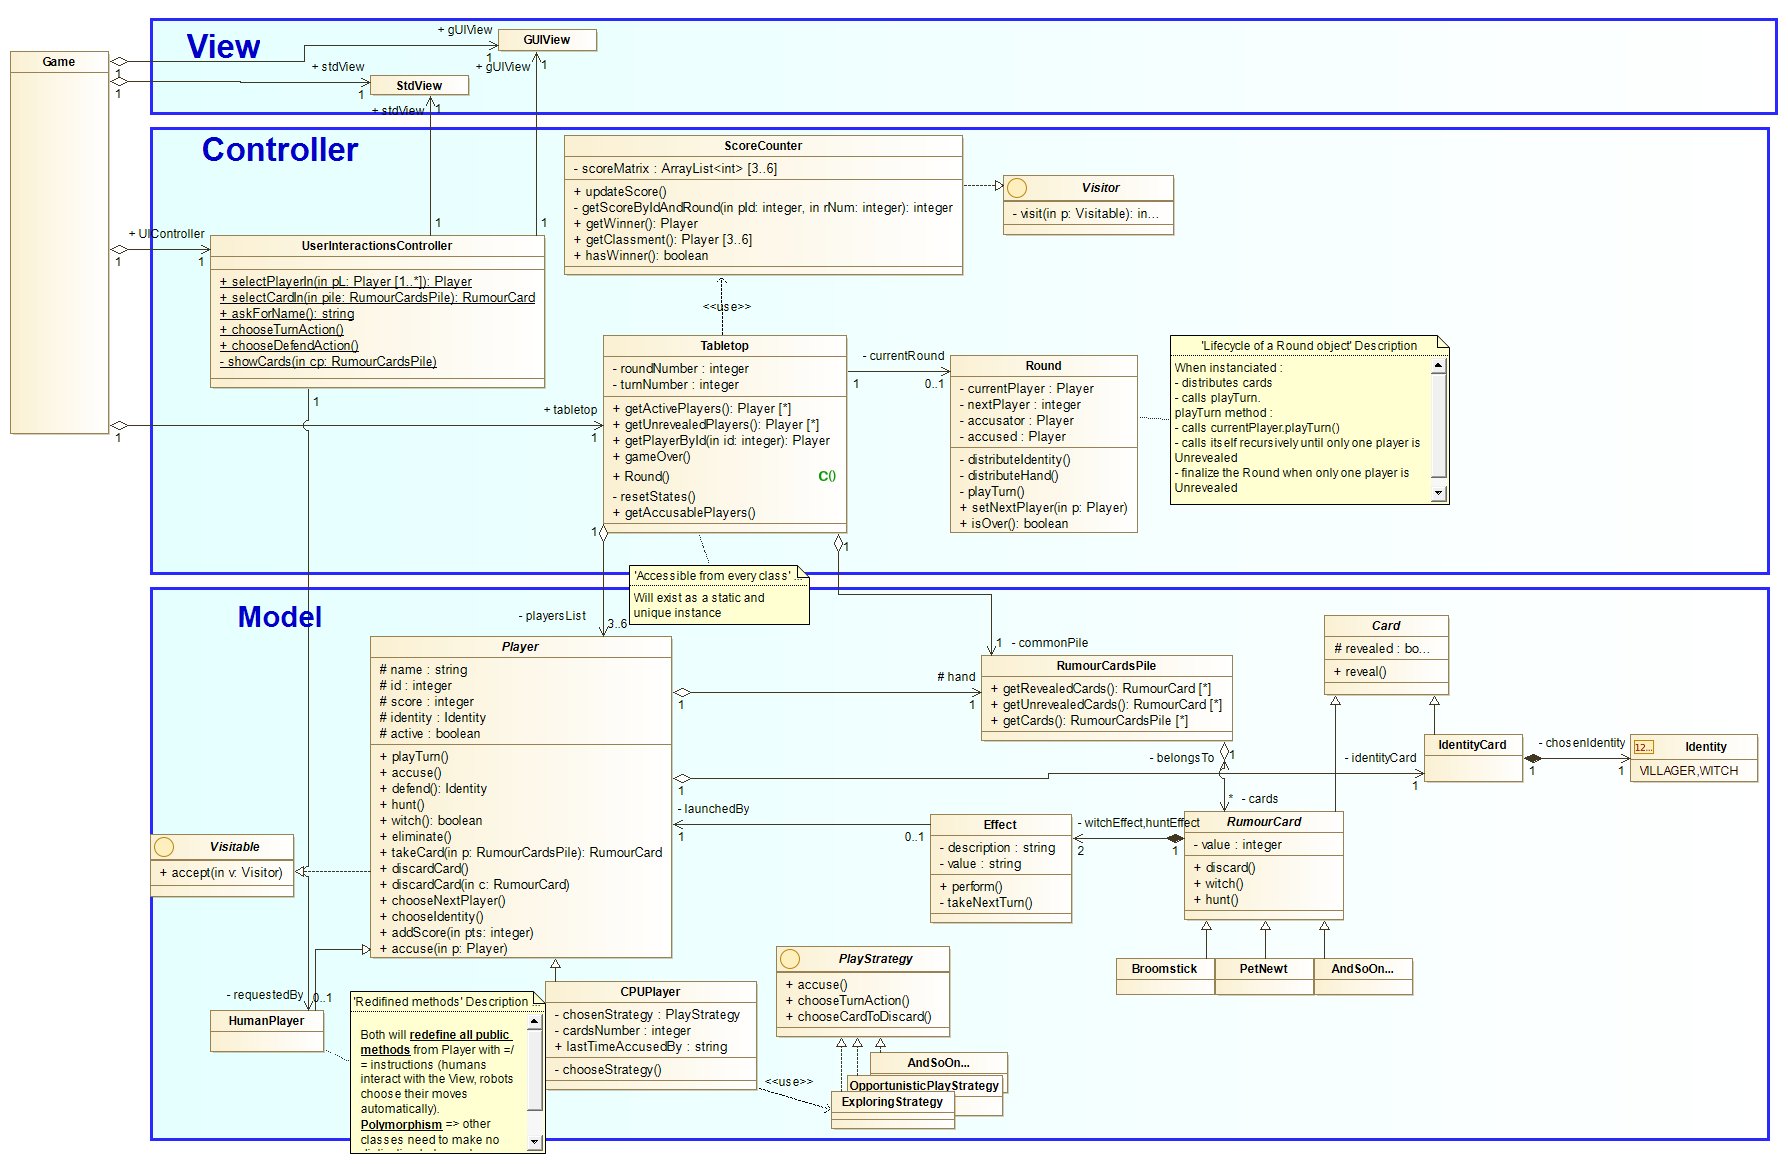 View
+ gUIView
GUIView
1
Game
1
+ stdView
+ gUIView
1
StdView
1
1
+ stdView
1
Controller
ScoreCounter
- scoreMatrix : ArrayList<int> [3..6]
+ updateScore()
- getScoreByIdAndRound(in pId: integer, in rNum: integer): integer
+ getWinner(): Player
+ getClassment(): Player [3..6]
+ hasWinner(): boolean
Visitor
- visit(in p: Visitable): in...
1
1
+ UIController
1
1
UserInteractionsController
+ selectPlayerIn(in pL: Player [1..*]): Player
+ selectCardIn(in pile: RumourCardsPile): RumourCard
+ askForName(): string
+ chooseTurnAction()
+ chooseDefendAction()
- showCards(in cp: RumourCardsPile)
1
<<use>>
Tabletop
- roundNumber : integer
- turnNumber : integer
+ getActivePlayers(): Player [*]
+ getUnrevealedPlayers(): Player [*]
+ getPlayerById(in id: integer): Player
+ gameOver()
+ Round() C()
- resetStates()
+ getAccusablePlayers()
+ tabletop
1
1
- currentRound
1
0..1
Round
- currentPlayer : Player
- nextPlayer : integer
- accusator : Player
- accused : Player
- distributeIdentity()
- distributeHand()
- playTurn()
+ setNextPlayer(in p: Player)
+ isOver(): boolean
'Lifecycle of a Round object' Description
When instanciated :
- distributes cards
- calls playTurn.
playTurn method :
- calls currentPlayer.playTurn()
- calls itself recursively until only one player is
Unrevealed
- finalize the Round when only one player is
Unrevealed
1
1
'Accessible from every class' ...
Will exist as a static and
unique instance
Model
- playersList
3..6
1
- commonPile
Player
# name : string
# id : integer
# score : integer
# identity : Identity
# active : boolean
+ playTurn()
+ accuse()
+ defend(): Identity
+ hunt()
+ witch(): boolean
+ eliminate()
+ takeCard(in p: RumourCardsPile): RumourCard
+ discardCard()
+ discardCard(in c: RumourCard)
+ chooseNextPlayer()
+ chooseIdentity()
+ addScore(in pts: integer)
+ accuse(in p: Player)
# hand
1
1
RumourCardsPile
+ getRevealedCards(): RumourCard [*]
+ getUnrevealedCards(): RumourCard [*]
+ getCards(): RumourCardsPile [*]
Card
# revealed : bo...
+ reveal()
IdentityCard
- chosenIdentity
1
1
12...
Identity
VILLAGER,WITCH
- belongsTo
1
- identityCard
1
1
* - cards
- launchedBy
1
0..1
Effect
- description : string
- value : string
+ perform()
- takeNextTurn()
- witchEffect,huntEffect
2
1
RumourCard
- value : integer
+ discard()
+ witch()
+ hunt()
Broomstick
PetNewt
AndSoOn...
Visitable
+ accept(in v: Visitor)
- requestedBy
0..1
HumanPlayer
'Redifined methods' Description ...
Both will redefine all public
methods from Player with =/
= instructions (humans
interact with the View, robots
choose their moves
automatically).
Polymorphism => other
classes need to make no
CPUPlayer
- chosenStrategy : PlayStrategy
- cardsNumber : integer
+ lastTimeAccusedBy : string
- chooseStrategy()
<<use>>
PlayStrategy
+ accuse()
+ chooseTurnAction()
+ chooseCardToDiscard()
AndSoOn...
OpportunisticPlayStrategy
ExploringStrategy